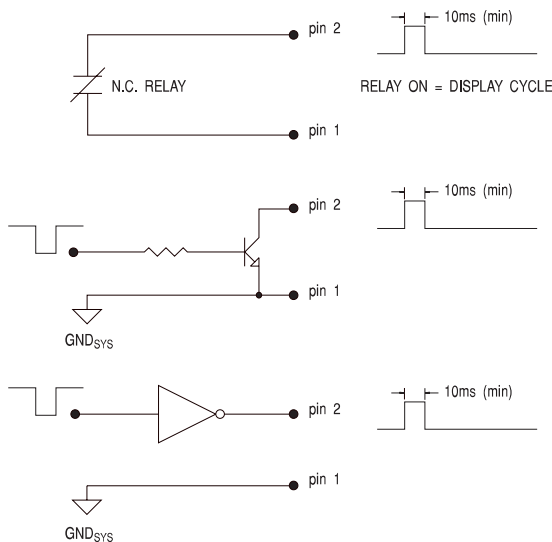 pin 2
10ms (min)
N.C. RELAY
RELAY ON = DISPLAY CYCLE
pin 1
pin 2
10ms (min)
pin 1
GNDSYS
pin 2
10ms (min)
pin 1
GNDSYS